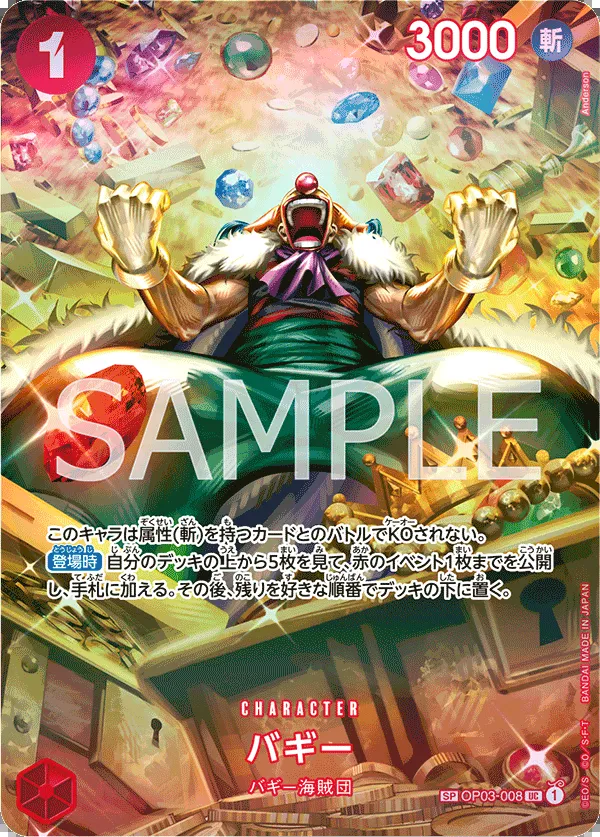 1
3000
斬
Anderson
SAMPLE
このキャラは属性(斬)を持つカードとのバトルでKOされない。
登場時 自分のデッキの上から5枚を見て、赤のイベント1枚までを公開
し、手札に加える。その後、残りを好きな順番でデッキの下に置く。
CHARACTER
バギー
バギー海賊団
SP OP03-008 UC 1
©E.O/S ©O/S・F・T BANDAI MADE IN JAPAN